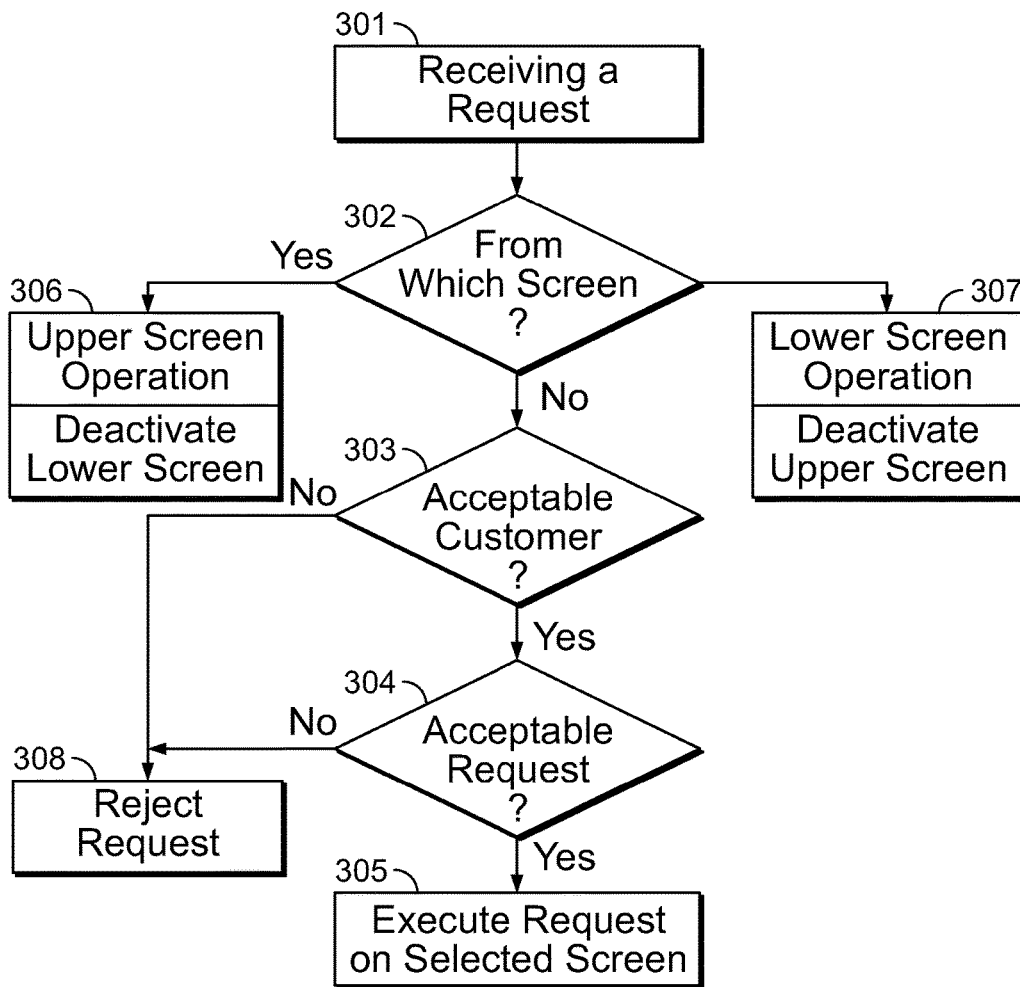 301
Receiving a
Request
302
From
Which Screen
?
Yes
306
Upper Screen
Operation
Deactivate
Lower Screen
307
Lower Screen
Operation
Deactivate
Upper Screen
No
303
No
Acceptable
Customer
?
Yes
304
No
Acceptable
Request
?
308
Reject
Request
Yes
305
Execute Request
on Selected Screen